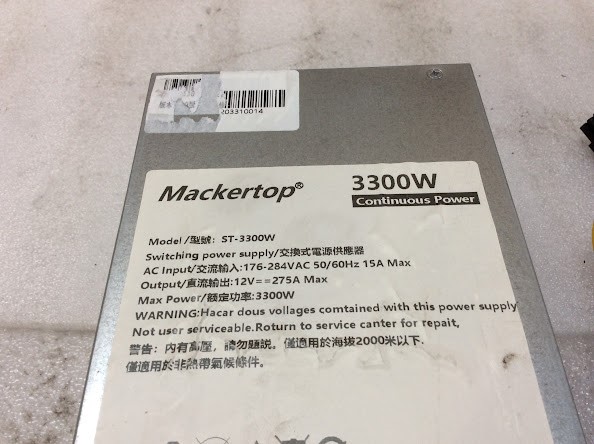 203310014
Mackertop®
3300W
Continuous Power
Model /型號: ST-3300W
Switching power supply/交換式電源供應器
AC Input/交流輸入:176-284VAC 50/60Hz 15A Max
Output/直流輸出:12V⎓275A Max
Max Power/額定功率:3300W
WARNING:Hacar dous vollages comtained with this power supply
Not user serviceable.Roturn to service canter for repait,
警告: 內有高壓, 請勿
僅適用於海拔2000米以下.
僅適用於非熱帶氣候條件.